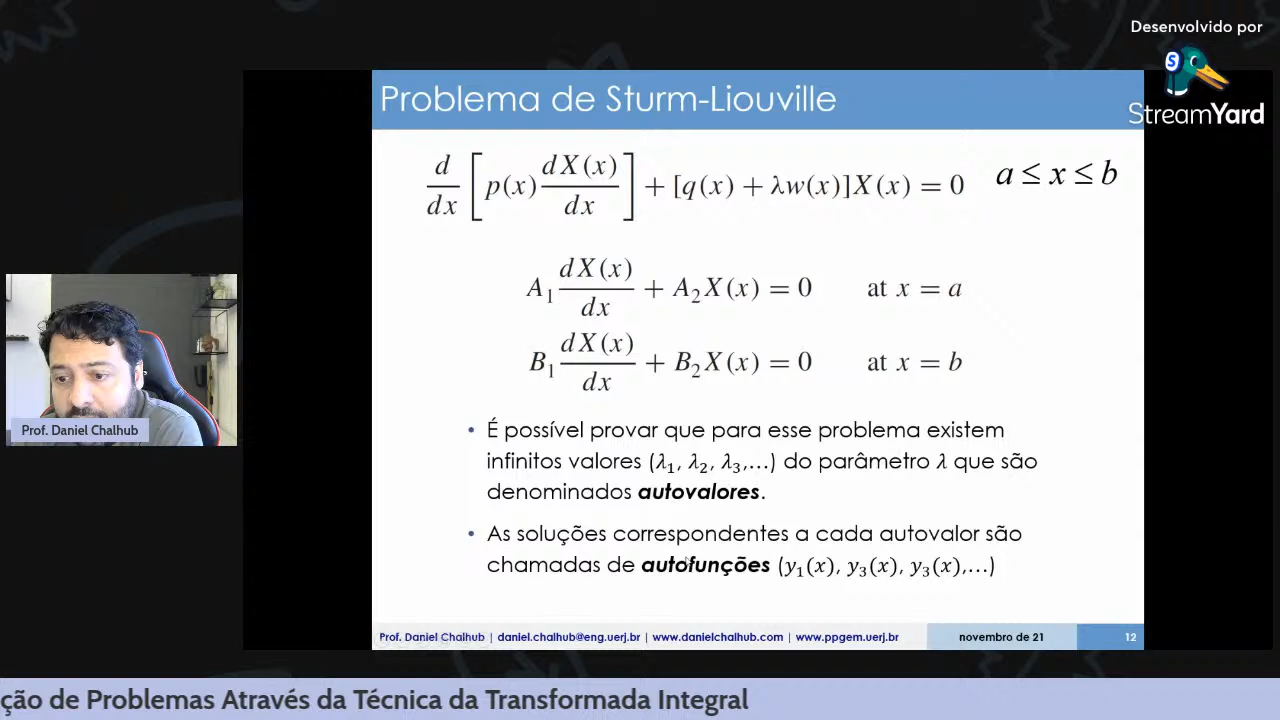 Desenvolvido por
StreamYard
Problema de Sturm-Liouville
d/dx [p(x) dX(x)/dx] + [q(x) + λw(x)]X(x) = 0
a ≤ x ≤ b
A₁ dX(x)/dx + A₂X(x) = 0 at x = a
B₁ dX(x)/dx + B₂X(x) = 0 at x = b
• É possível provar que para esse problema existem
infinitos valores (λ₁, λ₂, λ₃,…) do parâmetro λ que são
denominados autovalores.
• As soluções correspondentes a cada autovalor são
chamadas de autofunções (y₁(x), y₃(x), y₃(x),…)
Prof. Daniel Chalhub
Prof. Daniel Chalhub | daniel.chalhub@eng.uerj.br | www.danielchalhub.com | www.ppgem.uerj.br
novembro de 21
12
ção de Problemas Através da Técnica da Transformada Integral